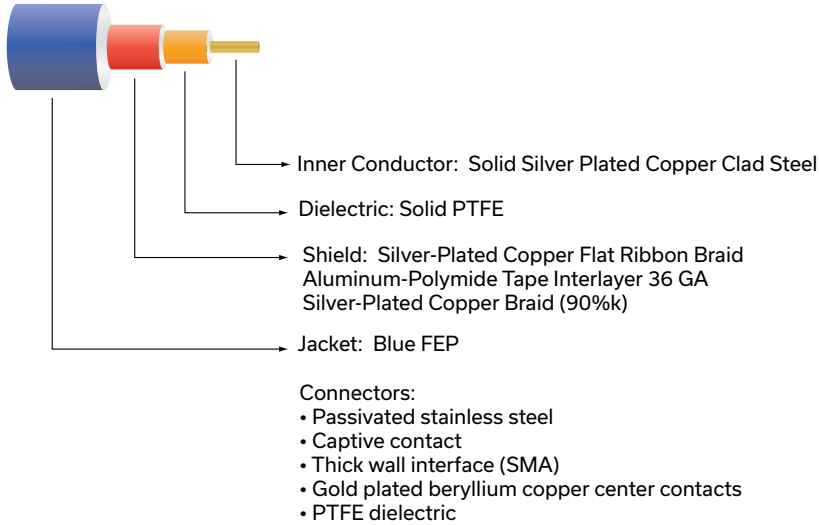 Inner Conductor: Solid Silver Plated Copper Clad Steel
Dielectric: Solid PTFE
Shield: Silver-Plated Copper Flat Ribbon Braid
Aluminum-Polymide Tape Interlayer 36 GA
Silver-Plated Copper Braid (90%k)
Jacket: Blue FEP
Connectors:
• Passivated stainless steel
• Captive contact
• Thick wall interface (SMA)
• Gold plated beryllium copper center contacts
• PTFE dielectric